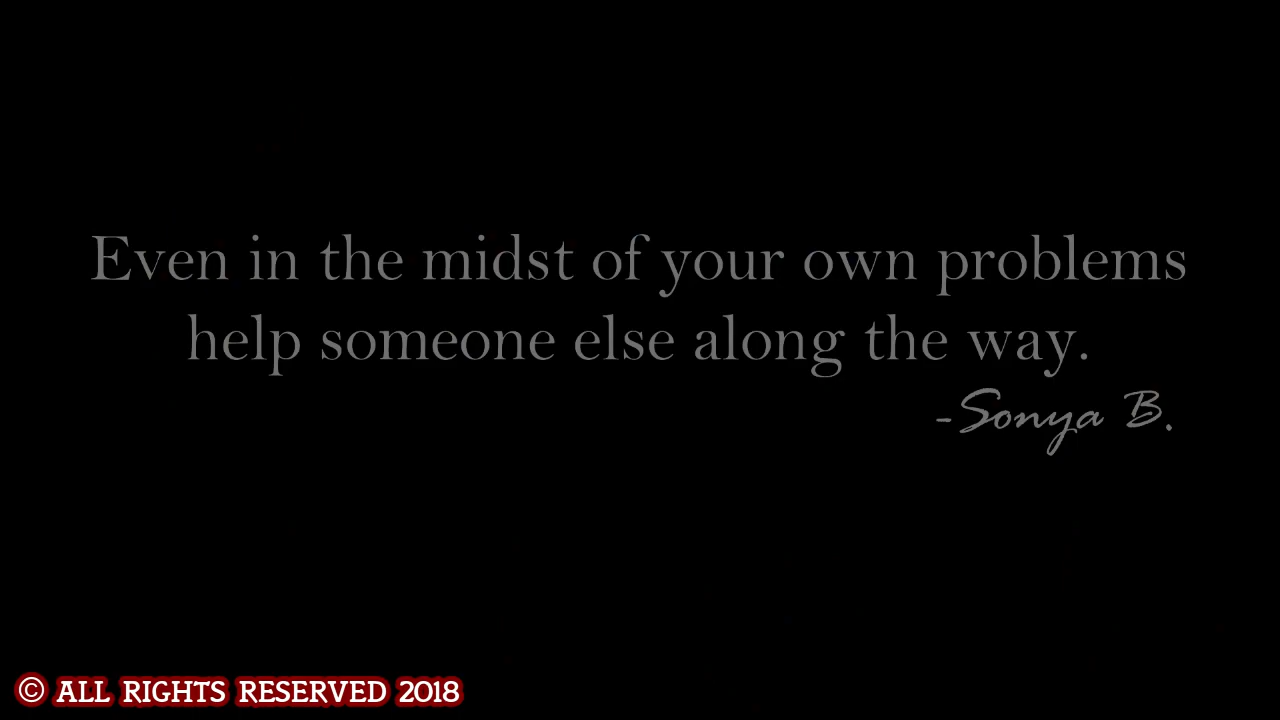 Even in the midst of your own problems
help someone else along the way.
-Sonya B.
© ALL RIGHTS RESERVED 2018